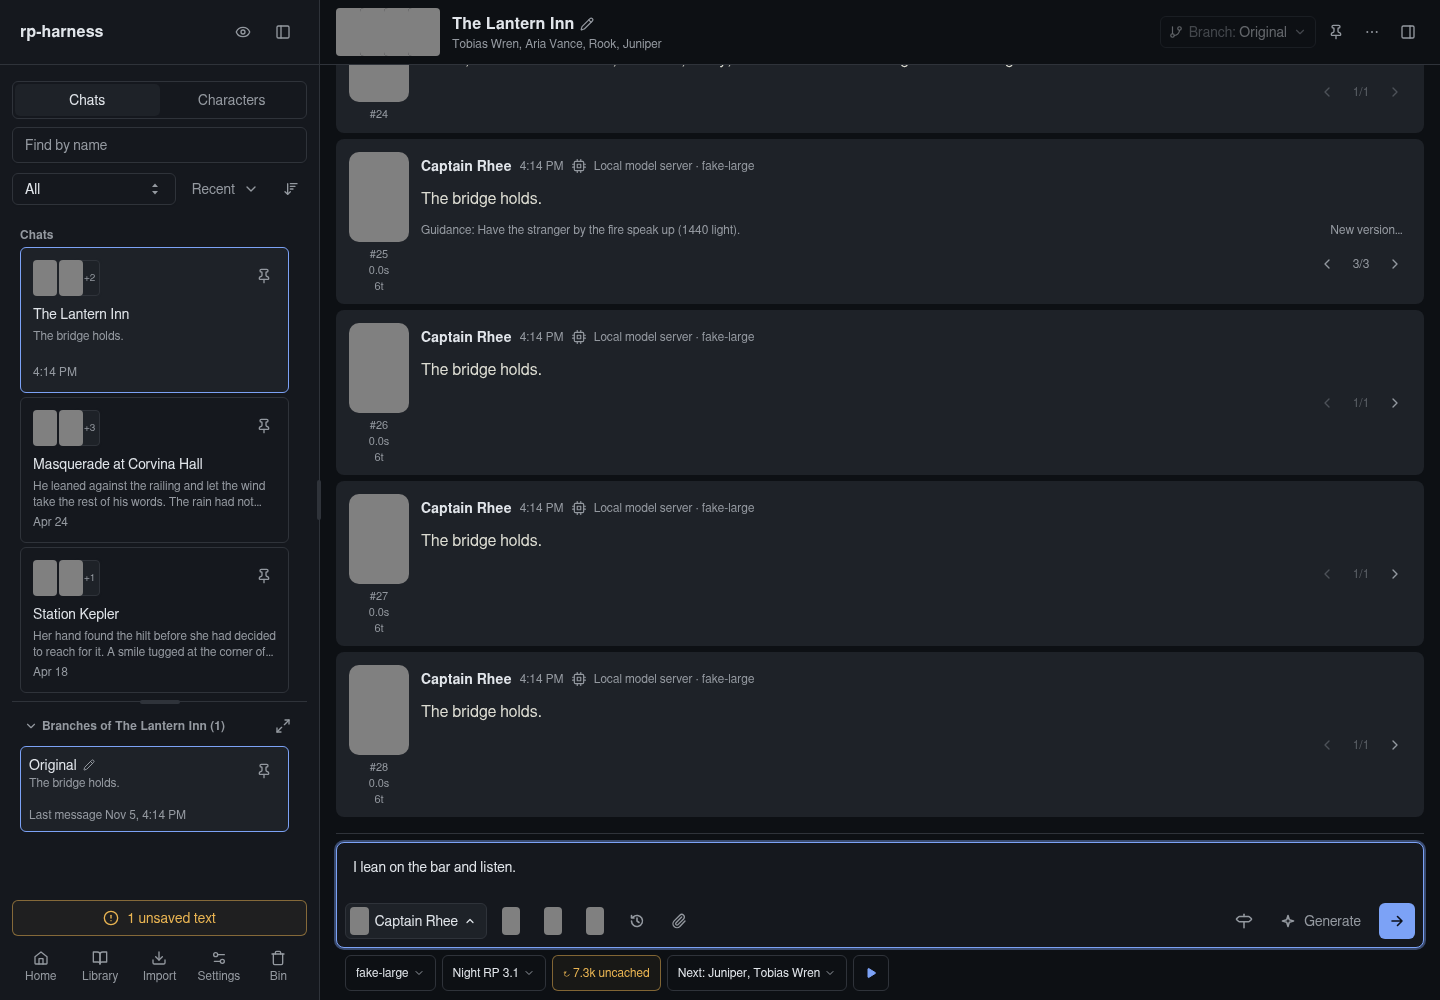 rp-harness
Chats
Characters
Find by name
All
Recent
Chats
+2
The Lantern Inn
The bridge holds.
4:14 PM
+3
Masquerade at Corvina Hall
He leaned against the railing and let the wind
take the rest of his words. The rain had not...
Apr 24
+1
Station Kepler
Her hand found the hilt before she had decided
to reach for it. A smile tugged at the corner of...
Apr 18
Branches of The Lantern Inn (1)
Original
The bridge holds.
Last message Nov 5, 4:14 PM
1 unsaved text
Home
Library
Import
Settings
Bin
The Lantern Inn
Tobias Wren, Aria Vance, Rook, Juniper
Branch: Original
1/1
#24
Captain Rhee 4:14 PM Local model server · fake-large
The bridge holds.
Guidance: Have the stranger by the fire speak up (1440 light).
New version...
#25
0.0s
6t
3/3
Captain Rhee 4:14 PM Local model server · fake-large
The bridge holds.
1/1
#26
0.0s
6t
Captain Rhee 4:14 PM Local model server · fake-large
The bridge holds.
1/1
#27
0.0s
6t
Captain Rhee 4:14 PM Local model server · fake-large
The bridge holds.
1/1
#28
0.0s
6t
I lean on the bar and listen.
Captain Rhee
Generate
fake-large
Night RP 3.1
7.3k uncached
Next: Juniper, Tobias Wren